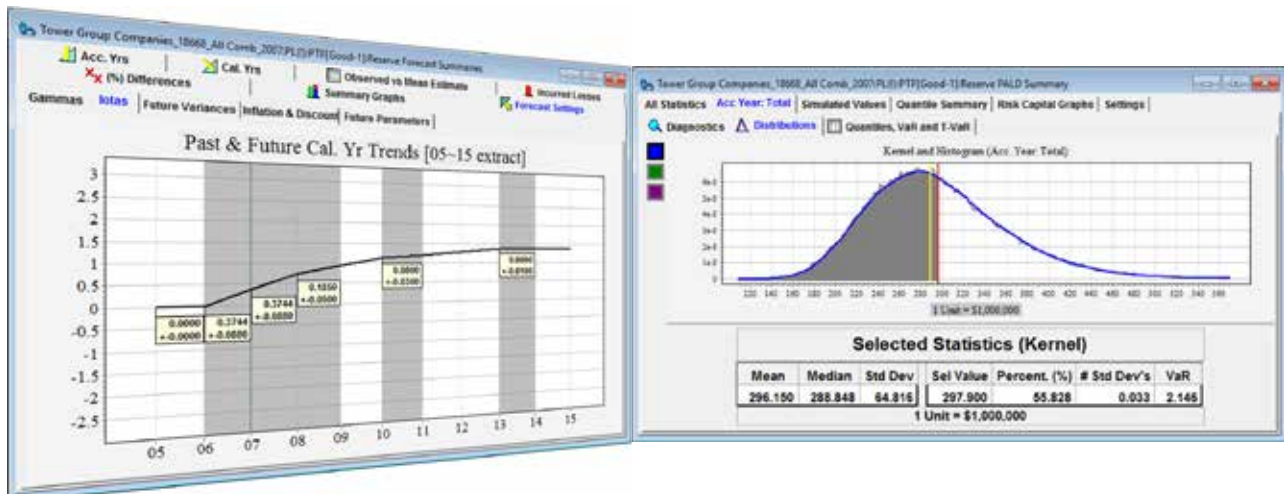 Tower Group Companies_18668_All Comb_2007:PL(I):PTF[Good-1]:Reserve Forecast Summaries
Acc. Yrs
Cal. Yrs
Observed vs Mean Estimate
Incurred Losses
(%) Differences
Summary Graphs
Forecast Settings
Gammas Iotas Future Variances Inflation & Discount Future Parameters
Past & Future Cal. Yr Trends [05~15 extract]
3
2.5
2
1.5
1
0.5
0
-0.5
-1
-1.5
-2
-2.5
0.0000
+-0.0000
0.3744
+-0.0800
0.3744
+-0.0800
0.1850
+-0.0500
0.0800
+-0.0300
05 06 07 08 09 10 11 12 13 14 15
Tower Group Companies_18668_All Comb_2007:PL(I):PTF[Good-1]:Reserve PALD Summary
All Statistics Acc Year: Total Simulated Values Quantile Summary Risk Capital Graphs Settings
Diagnostics Distributions Quantiles, VaR and T-VaR
Kernel and Histogram (Acc. Year Total)
1 Unit = $1,000,000
Selected Statistics (Kernel)
Mean Median Std Dev Sel Value Percent. (%) # Std Dev's VaR
296.150 288.848 64.816 297.900 55.828 0.033 2.146
1 Unit = $1,000,000